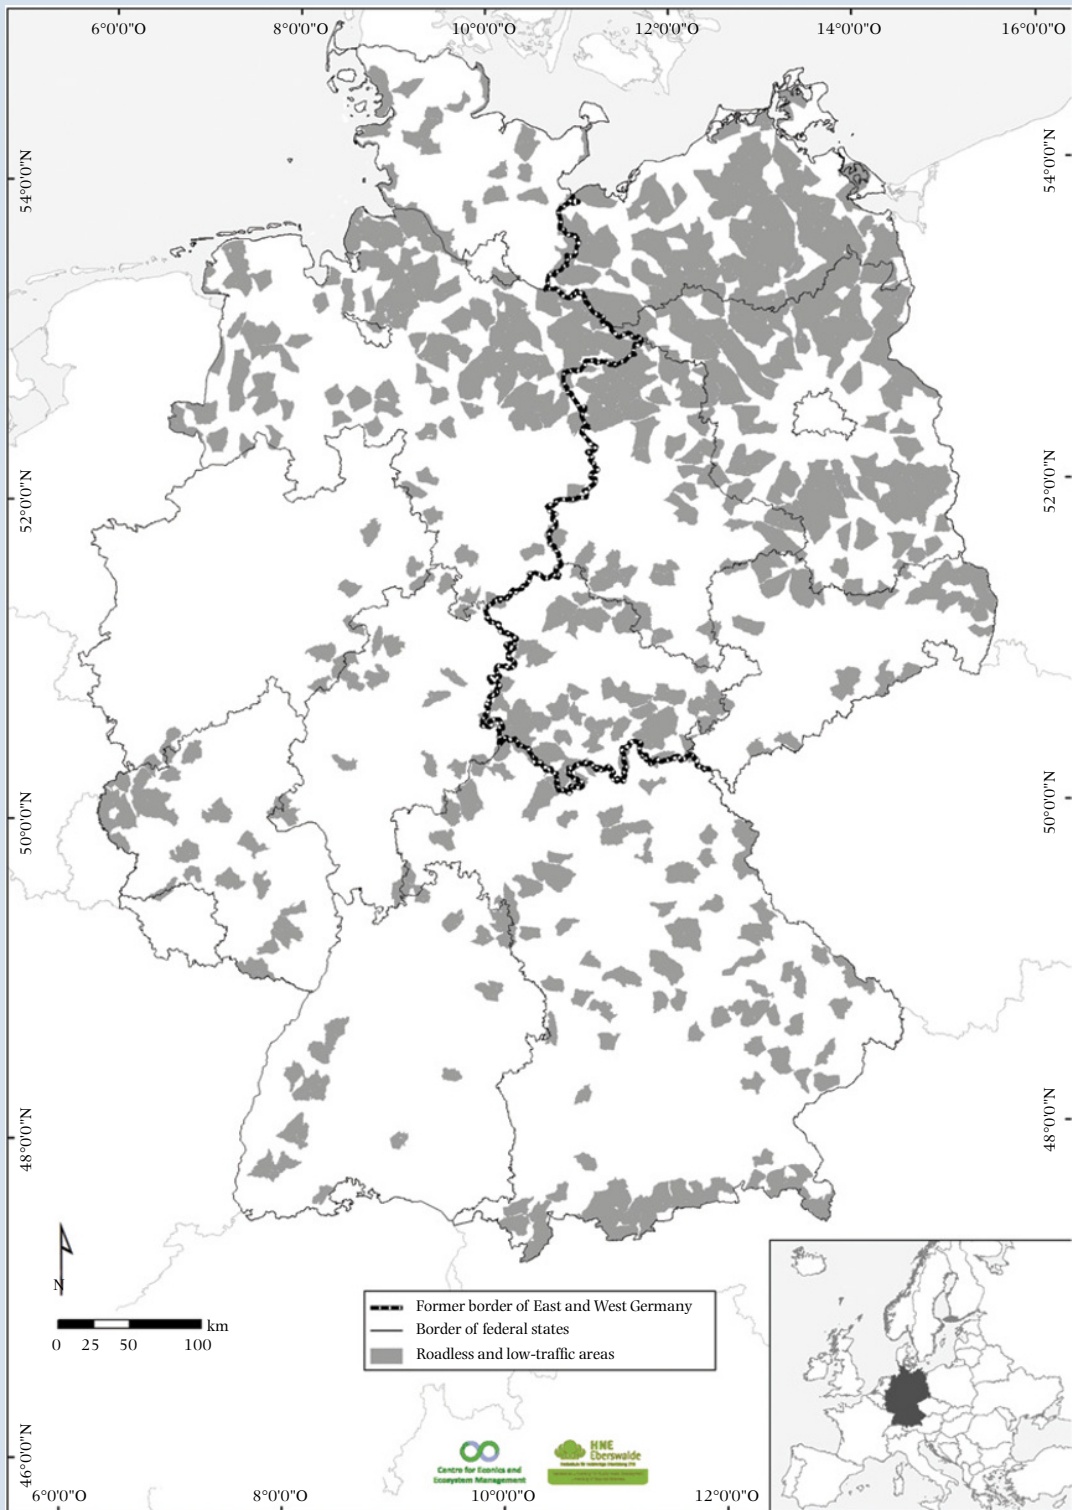 6°0'0"O 8°0'0"O 10°0'0"O 12°0'0"O 14°0'0"O 16°0'0"O
54°0'0"N 54°0'0"N
52°0'0"N 52°0'0"N
50°0'0"N 50°0'0"N
48°0'0"N 48°0'0"N
N
0 25 50 100 km
Former border of East and West Germany
Border of federal states
Roadless and low-traffic areas
46°0'0"N
Centre for Econics and
Ecosystem Management
HNE
Eberswalde
6°0'0"O 8°0'0"O 10°0'0"O 12°0'0"O